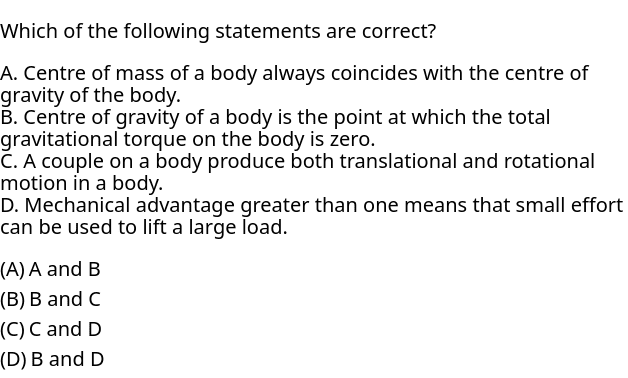 Which of the following statements are correct?
A. Centre of mass of a body always coincides with the centre of
gravity of the body.
B. Centre of gravity of a body is the point at which the total
gravitational torque on the body is zero.
C. A couple on a body produce both translational and rotational
motion in a body.
D. Mechanical advantage greater than one means that small effort
can be used to lift a large load.
(A) A and B
(B) B and C
(C) C and D
(D) B and D